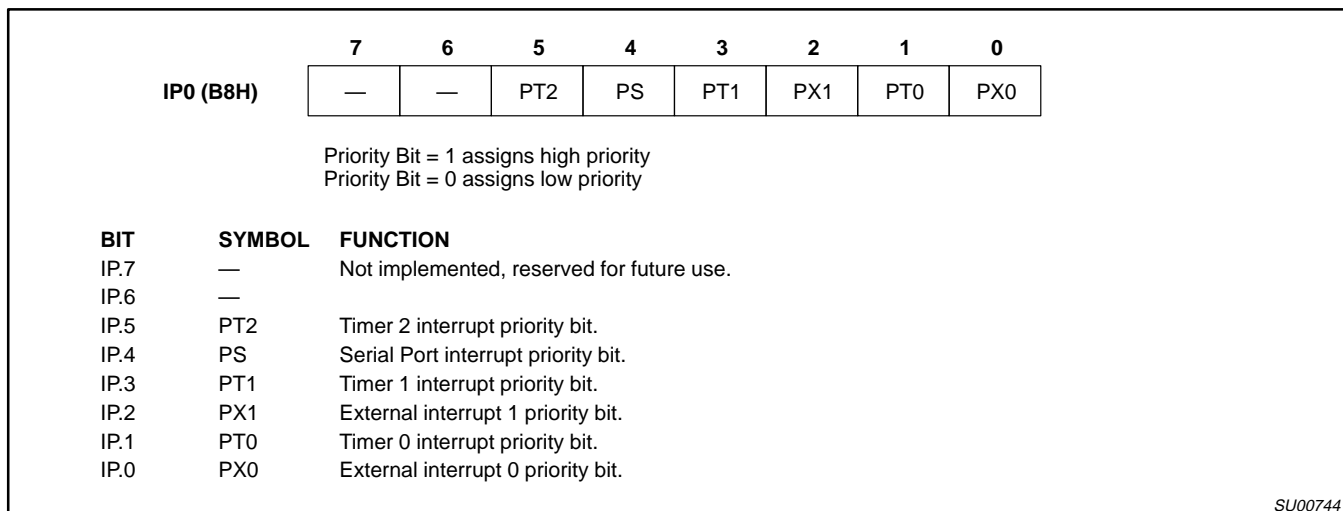 7 6 5 4 3 2 1 0
IP0 (B8H) — — PT2 PS PT1 PX1 PT0 PX0
Priority Bit = 1 assigns high priority
Priority Bit = 0 assigns low priority
BIT SYMBOL FUNCTION
IP.7 — Not implemented, reserved for future use.
IP.6 —
IP.5 PT2 Timer 2 interrupt priority bit.
IP.4 PS Serial Port interrupt priority bit.
IP.3 PT1 Timer 1 interrupt priority bit.
IP.2 PX1 External interrupt 1 priority bit.
IP.1 PT0 Timer 0 interrupt priority bit.
IP.0 PX0 External interrupt 0 priority bit.
SU00744